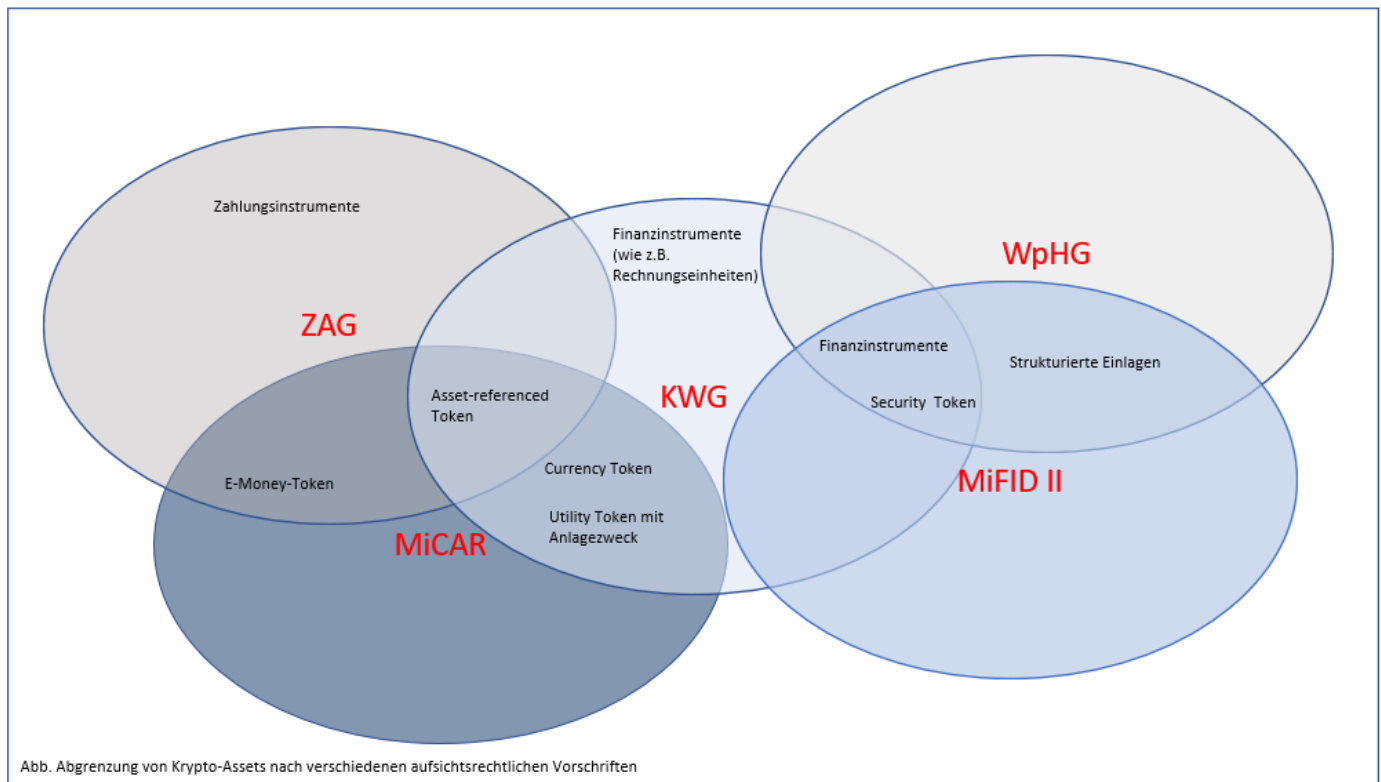 Zahlungsinstrumente
ZAG
Finanzinstrumente
(wie z.B.
Rechnungseinheiten)
WpHG
Finanzinstrumente
Strukturierte Einlagen
Security Token
KWG
Asset-referenced
Token
E-Money-Token
Currency Token
Utility Token mit
Anlagezweck
MiCAR
MiFID II
Abb. Abgrenzung von Krypto-Assets nach verschiedenen aufsichtsrechtlichen Vorschriften